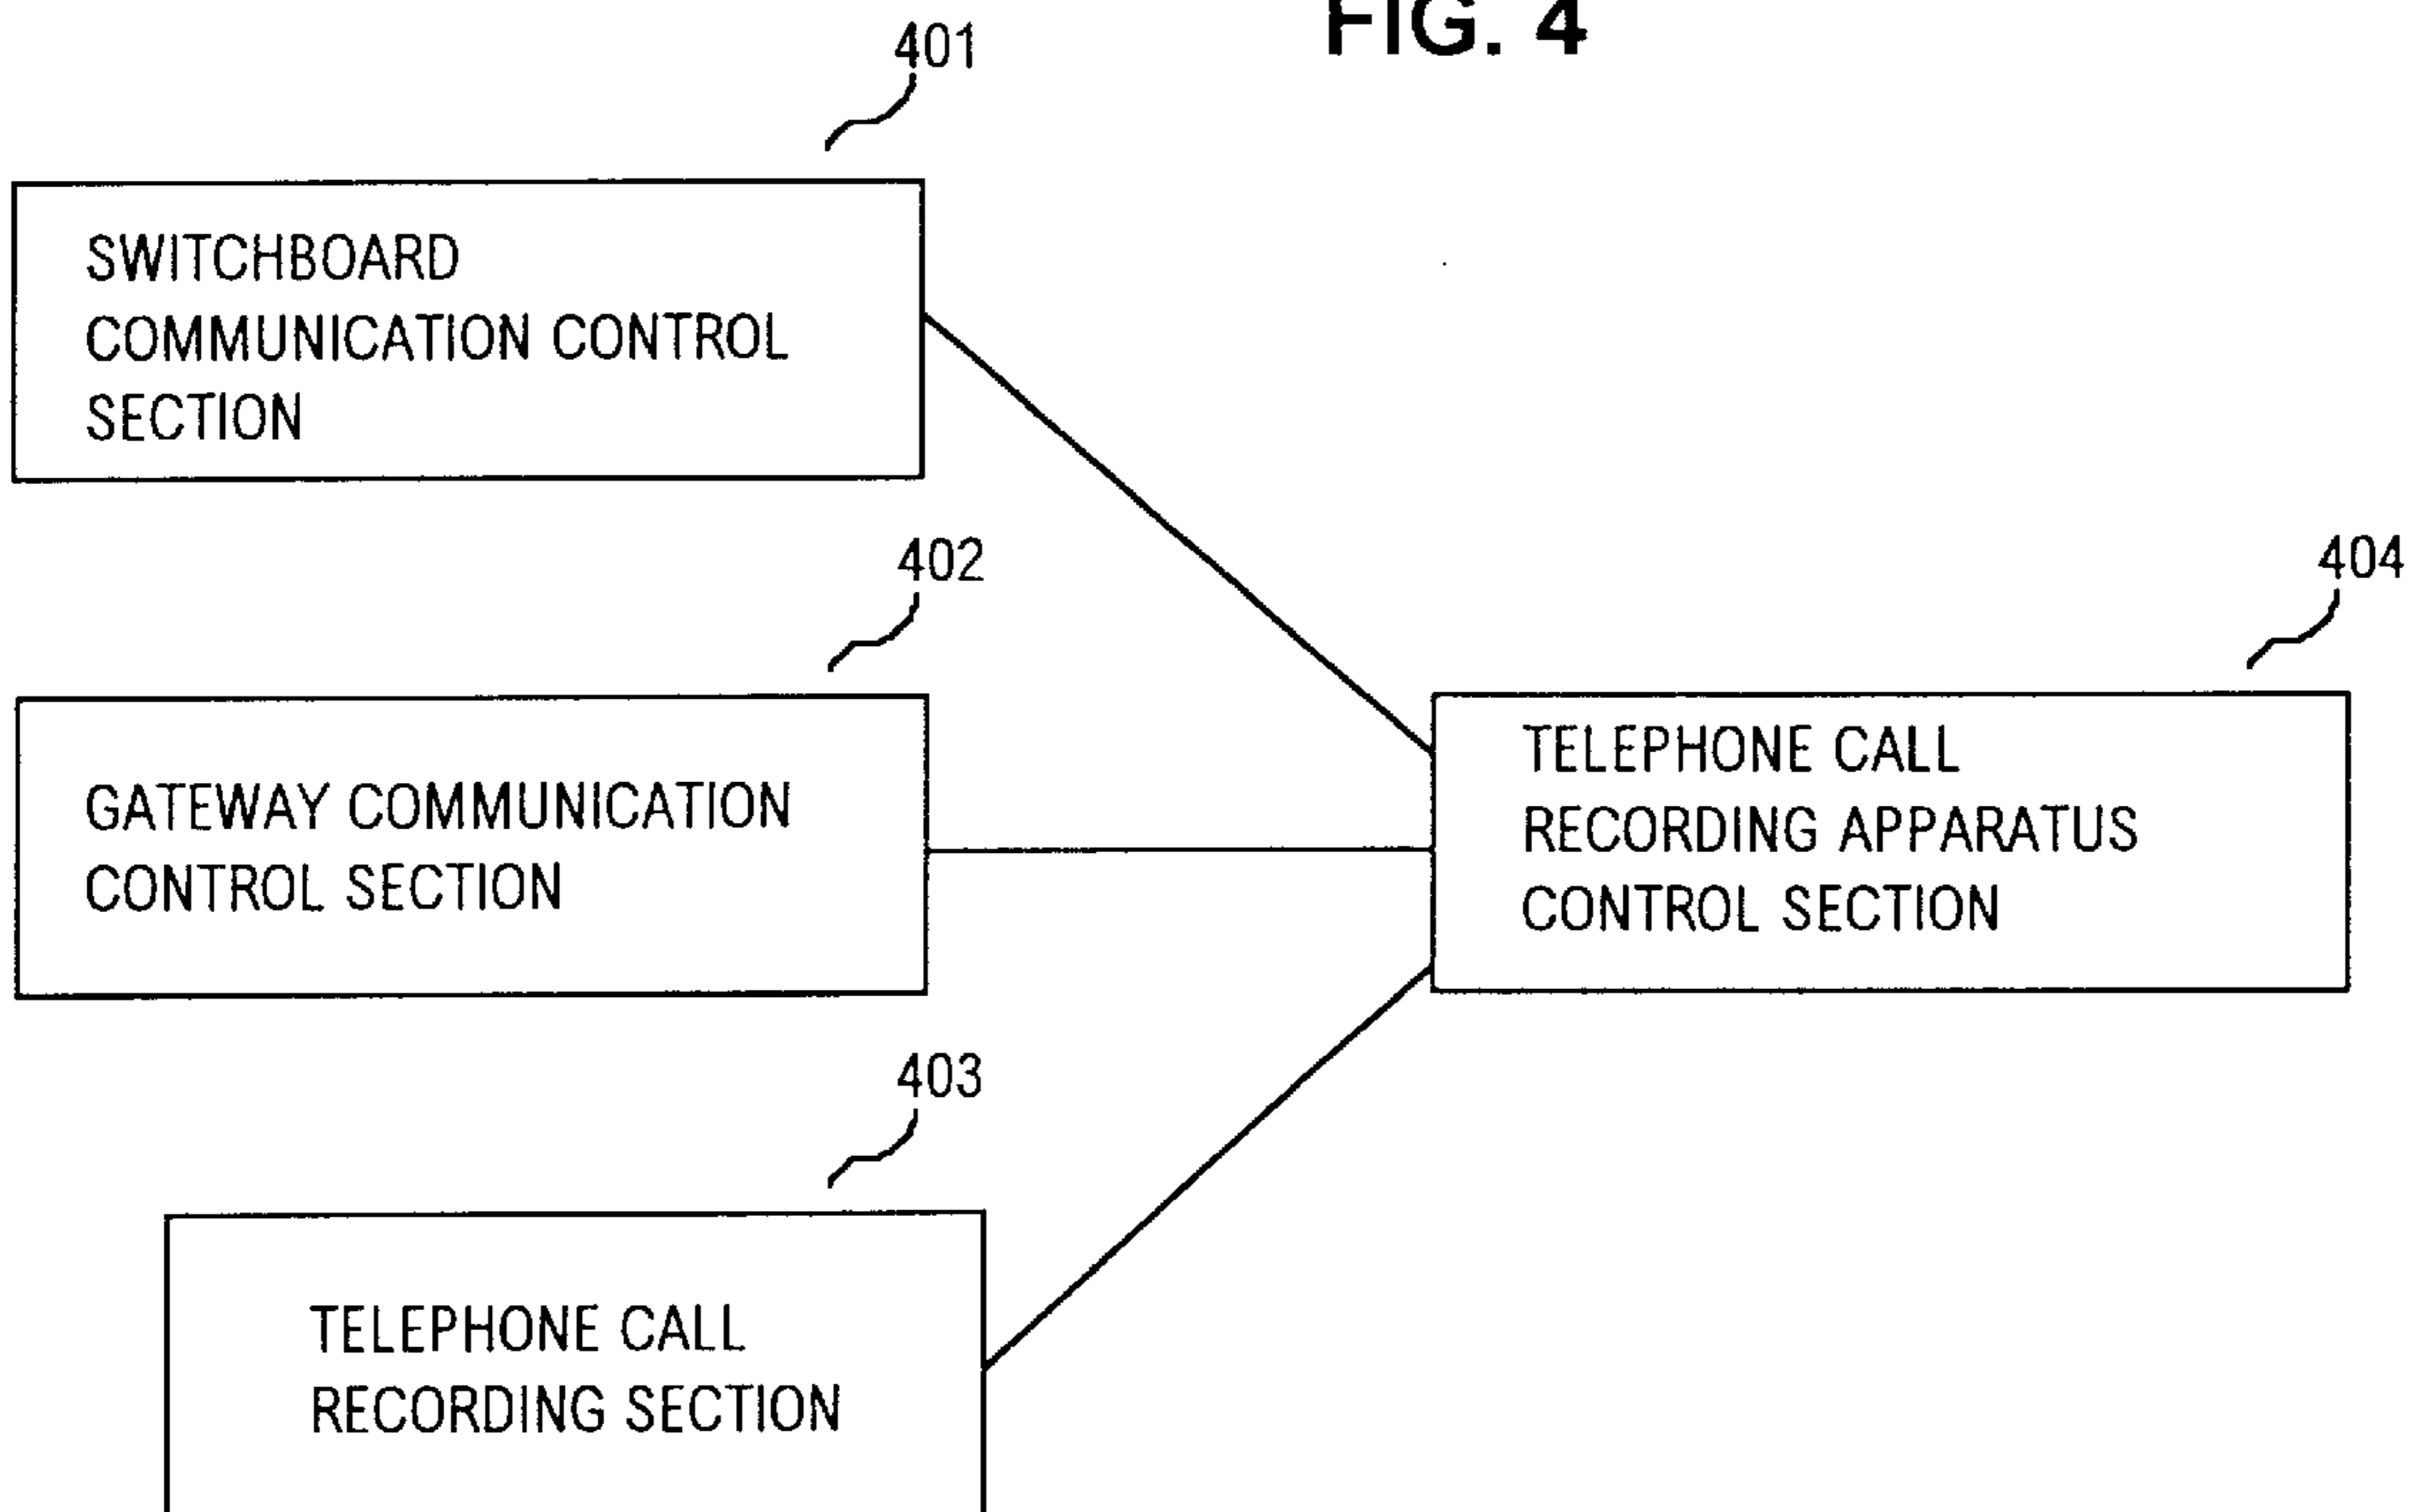 FIG. 4
401
SWITCHBOARD
COMMUNICATION CONTROL
SECTION
402
GATEWAY COMMUNICATION
CONTROL SECTION
404
TELEPHONE CALL
RECORDING APPARATUS
CONTROL SECTION
403
TELEPHONE CALL
RECORDING SECTION